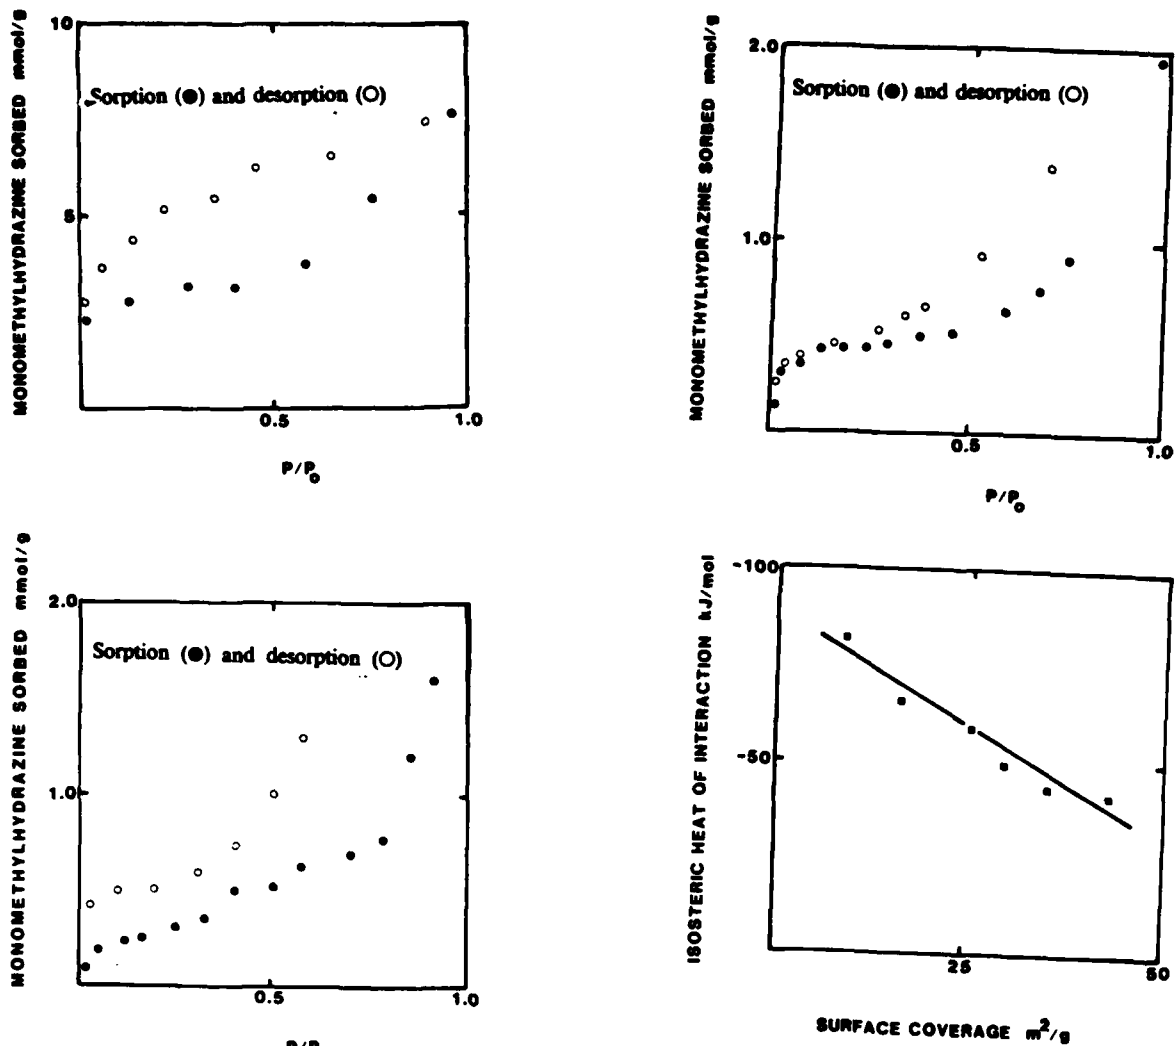 MONOMETHYLHYDRAZINE SORBED mmol/g
10
Sorption (●) and desorption (○)
5
0.5
1.0
P/P₀
MONOMETHYLHYDRAZINE SORBED mmol/g
2.0
Sorption (●) and desorption (○)
1.0
0.5
1.0
P/P₀
MONOMETHYLHYDRAZINE SORBED mmol/g
2.0
Sorption (●) and desorption (○)
1.0
0.5
1.0
ISOSTERIC HEAT OF INTERACTION kJ/mol
-100
-50
25
50
SURFACE COVERAGE m²/g